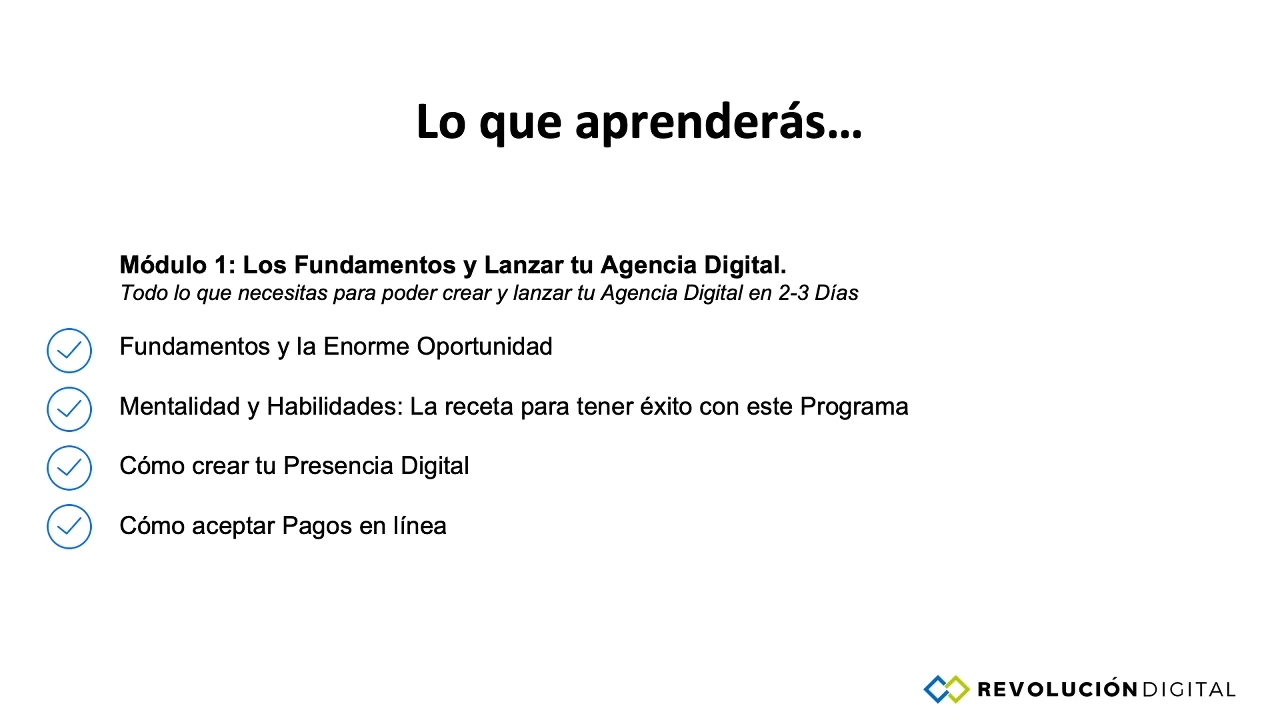 Lo que aprenderás...
Módulo 1: Los Fundamentos y Lanzar tu Agencia Digital.
Todo lo que necesitas para poder crear y lanzar tu Agencia Digital en 2-3 Días
Fundamentos y la Enorme Oportunidad
Mentalidad y Habilidades: La receta para tener éxito con este Programa
Cómo crear tu Presencia Digital
Cómo aceptar Pagos en línea
REVOLUCIÓN DIGITAL